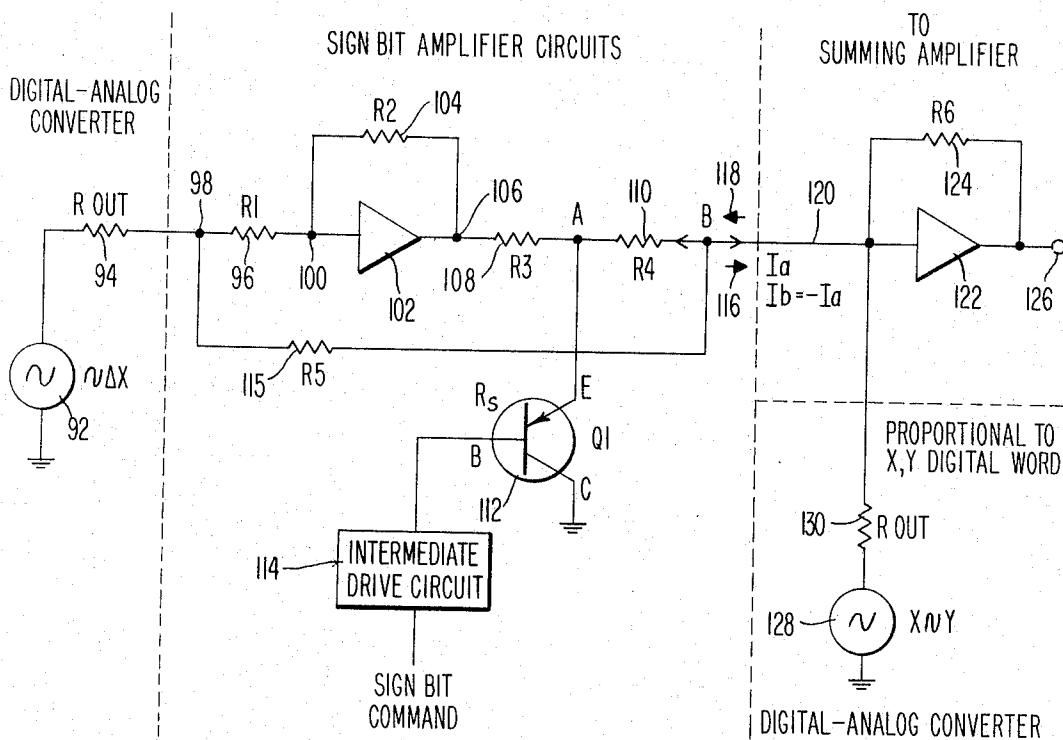 TO
SUMMING AMPLIFIER
SIGN BIT AMPLIFIER CIRCUITS
DIGITAL-ANALOG
CONVERTER
R2
104
R6
124
98
R OUT
94
R1
96
100
102
106
A
110
B
118
120
108
R3
R4
116
Ia
Ib=-Ia
122
126
115
R5
∿ΔX
92
RS
E
Q1
B
C
112
PROPORTIONAL TO
X,Y DIGITAL WORD
130
R OUT
114
INTERMEDIATE
DRIVE CIRCUIT
128
X∿Y
SIGN BIT
COMMAND
DIGITAL-ANALOG CONVERTER